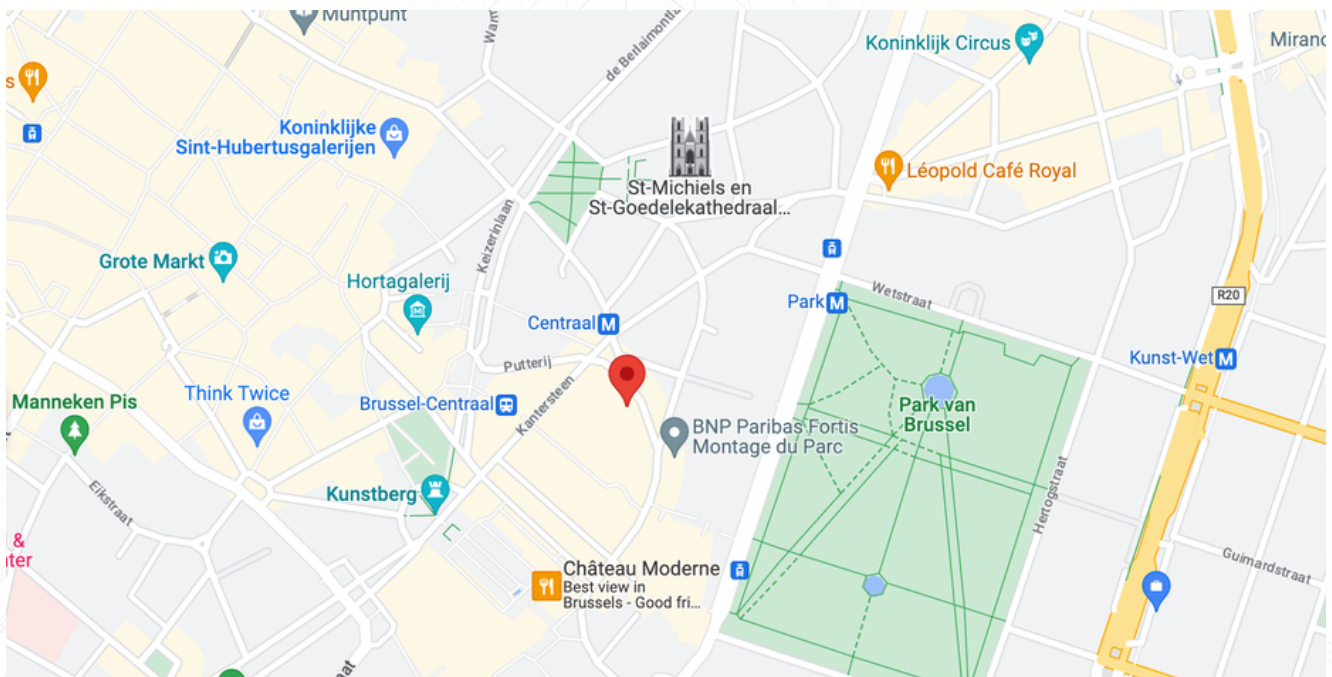 Muntpunt
de Berlaimontl
Koninklijk Circus
Koninklijke
Sint-Hubertusgalerijen
St-Michiels en
St-Goedelekathedraal...
Léopold Café Royal
Keizerinlaan
Grote Markt
Hortagalerij
Wetstraat
R20
Park M
Centraal M
Kunst-Wet M
Putterij
Think Twice
Manneken Pis
Brussel-Centraal
Kantersteen
Park van
Brussel
BNP Paribas Fortis
Montage du Parc
Kunstberg
Eikstraat
Hertogstraat
&
Guimardstraat
Château Moderne
Best view in
Brussels - Good fri...